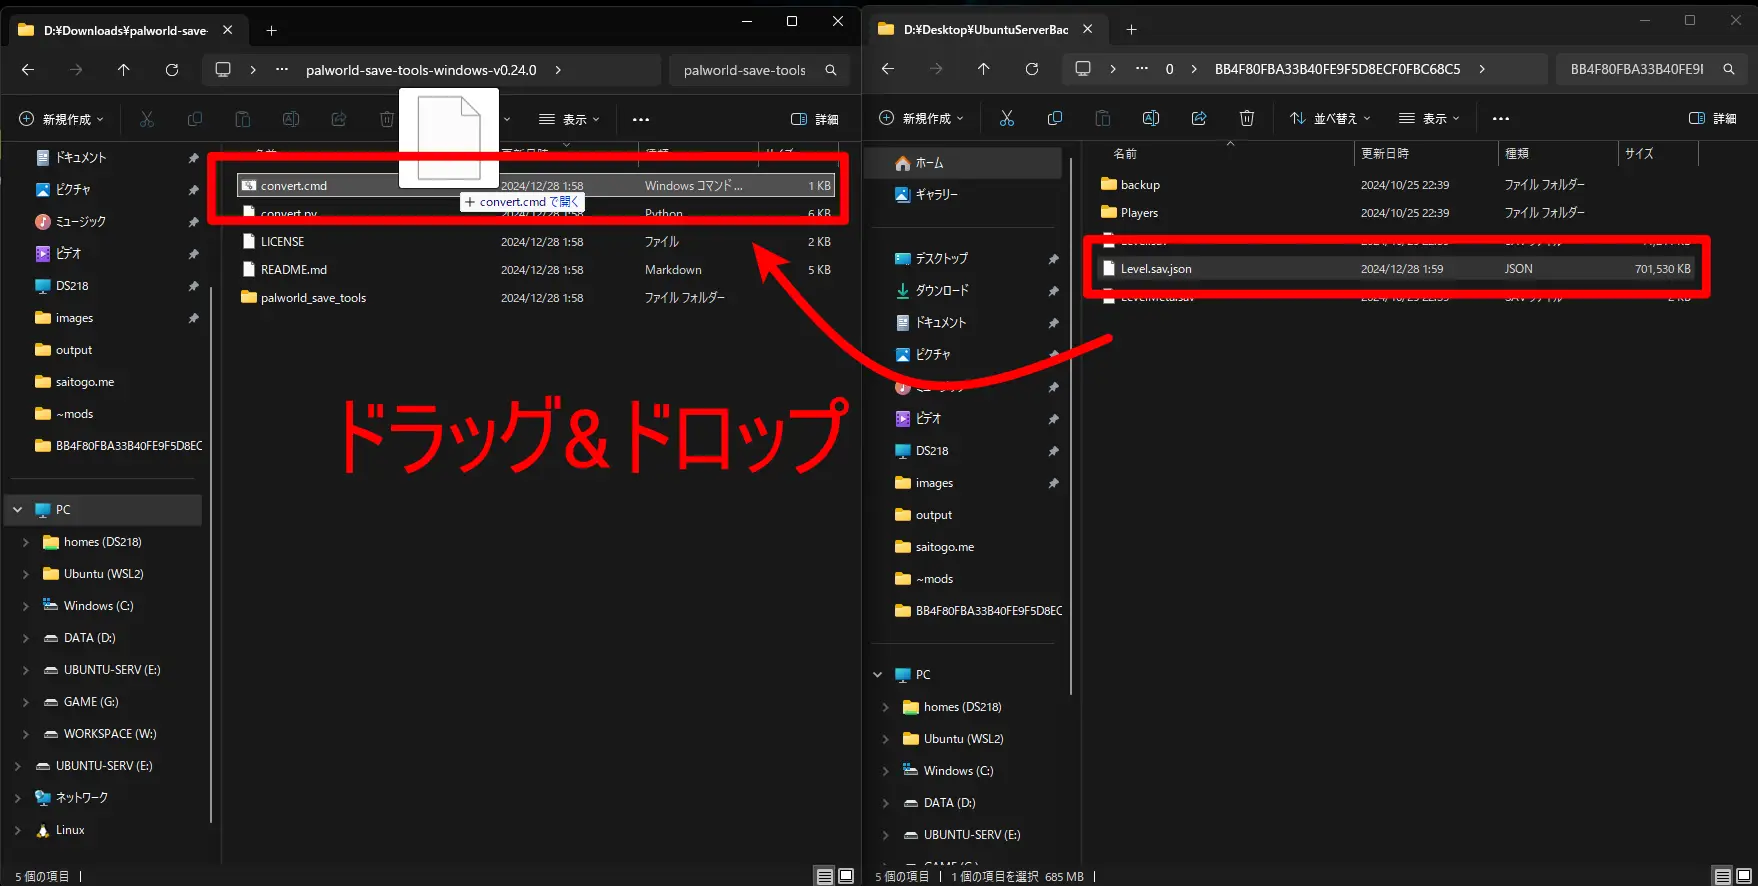 D:¥Downloads¥palworld-save-
palworld-save-tools-windows-v0.24.0
palworld-save-tools
新規作成
表示
詳細
ドキュメント
ピクチャ
ミュージック
ビデオ
DS218
images
output
saitogo.me
~mods
BB4F80FBA33B40FE9F5D8EC
PC
homes (DS218)
Ubuntu (WSL2)
Windows (C:)
DATA (D:)
UBUNTU-SERV (E:)
GAME (G:)
WORKSPACE (W:)
UBUNTU-SERV (E:)
ネットワーク
Linux
5 個の項目
convert.cmd 2024/12/28 1:58 Windows コマンド... 1 KB
+ convert.cmd で開く
convert.py Python 6 KB
LICENSE 2024/12/28 1:58 ファイル 2 KB
README.md 2024/12/28 1:58 Markdown 5 KB
palworld_save_tools 2024/12/28 1:58 ファイル フォルダー
ドラッグ&ドロップ
D:¥Desktop¥UbuntuServerBac
0 BB4F80FBA33B40FE9F5D8ECF0FBC68C5
BB4F80FBA33B40FE9F
新規作成
並べ替え
表示
詳細
ホーム
ギャラリー
デスクトップ
ダウンロード
ドキュメント
ピクチャ
ミュージック
ビデオ
DS218
images
output
saitogo.me
~mods
BB4F80FBA33B40FE9F5D8EC
PC
homes (DS218)
Ubuntu (WSL2)
Windows (C:)
DATA (D:)
UBUNTU-SERV (E:)
名前 更新日時 種類 サイズ
backup 2024/10/25 22:39 ファイル フォルダー
Players 2024/10/25 22:39 ファイル フォルダー
Level.sav.json 2024/12/28 1:59 JSON 701,530 KB
5 個の項目 1 個の項目を選択 685 MB